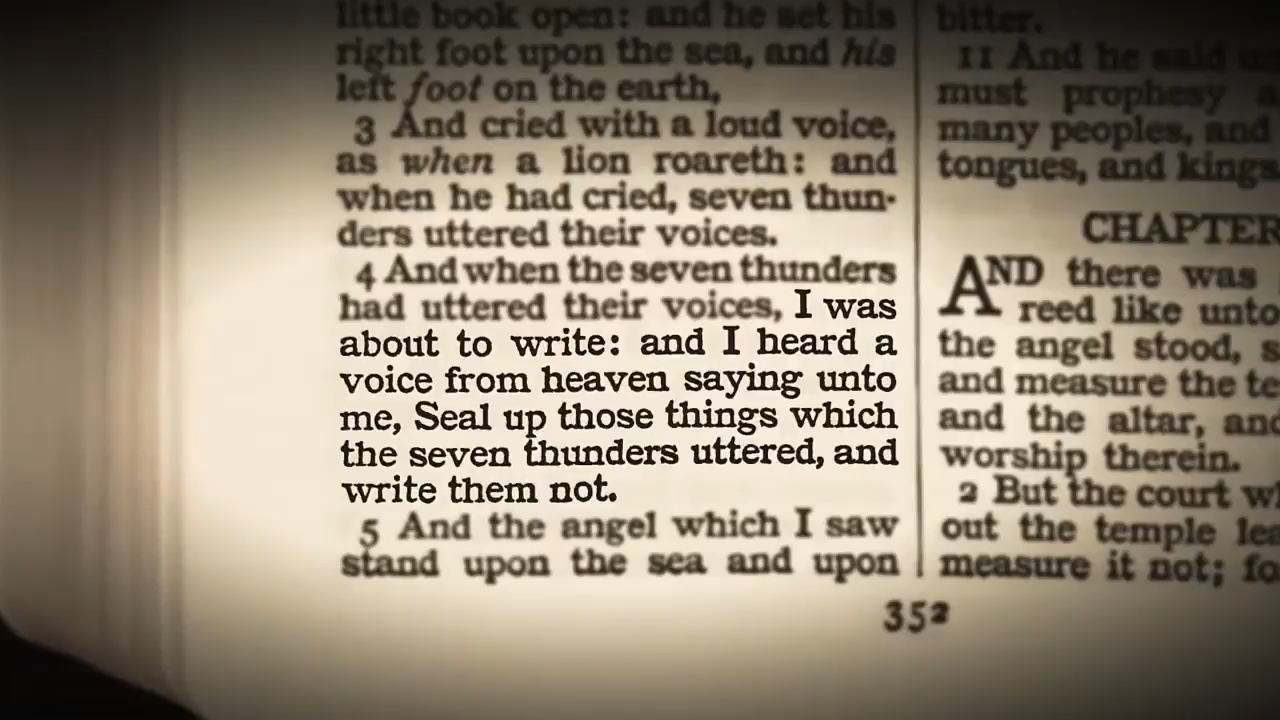 little book open: and he set his
right foot upon the sea, and his
left foot on the earth,
3 And cried with a loud voice,
as when a lion roareth: and
when he had cried, seven thun-
ders uttered their voices.
4 And when the seven thunders
had uttered their voices, I was
about to write: and I heard a
voice from heaven saying unto
me, Seal up those things which
the seven thunders uttered, and
write them not.
5 And the angel which I saw
stand upon the sea and upon
bitter.
11 And he said
must prophesy
many peoples, and
tongues, and kings
CHAPTER
AND there was
reed like unto
the angel stood,
and measure the
and the altar, and
worship therein.
2 But the court
out the temple
measure it not;
352